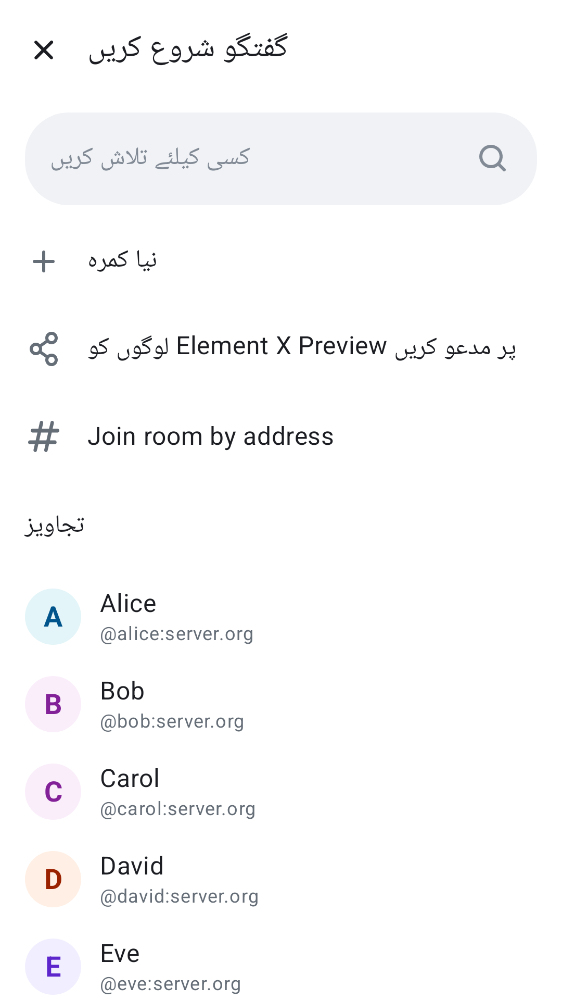 گفتگو شروع کریں
کسی کیلئے تلاش کریں
نیا کمرہ
لوگوں کو Element X Preview پر مدعو کریں
Join room by address
تجاویز
A
Alice
@alice:server.org
B
Bob
@bob:server.org
C
Carol
@carol:server.org
D
David
@david:server.org
E
Eve
@eve:server.org